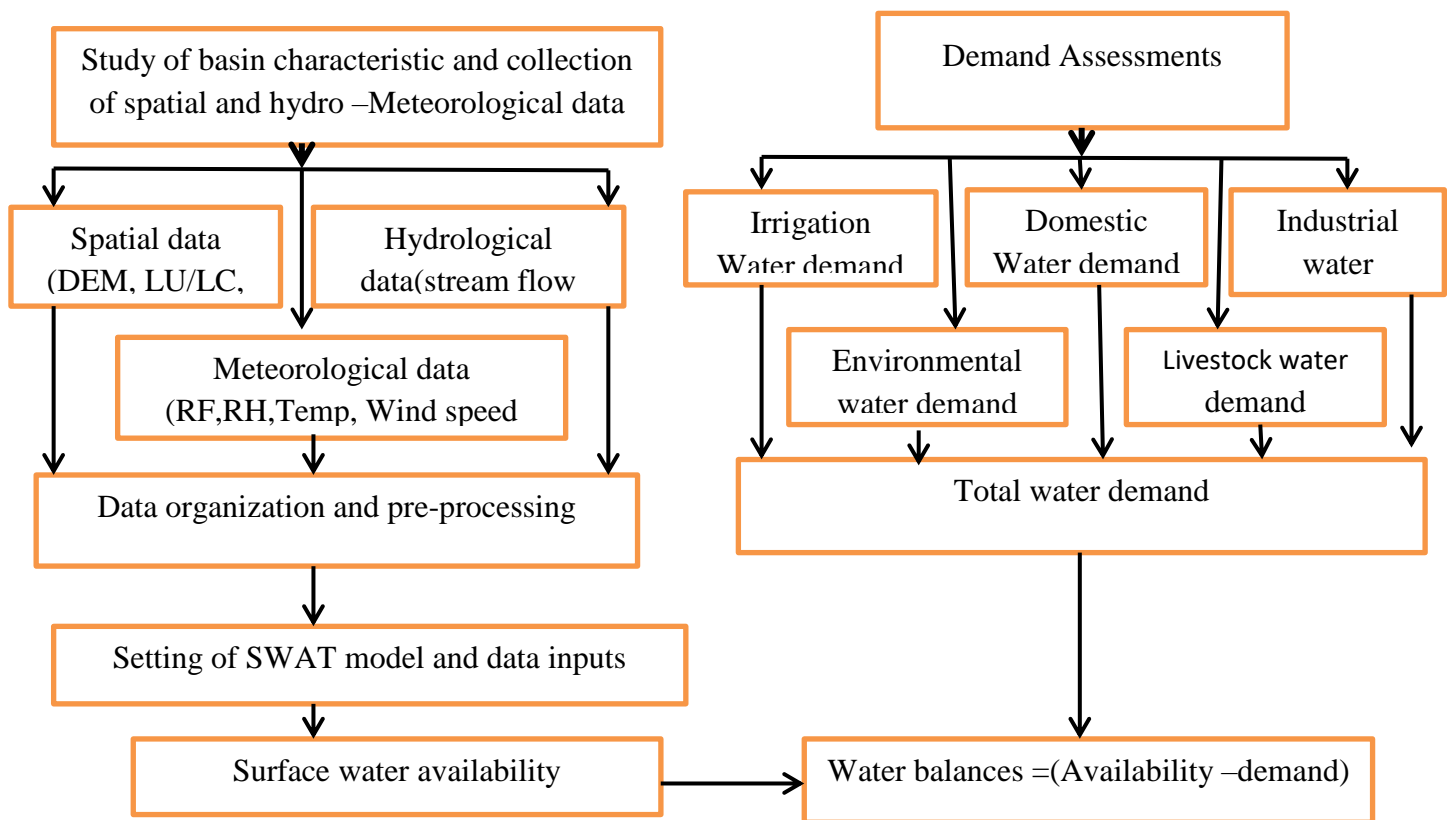 Study of basin characteristic and collection
of spatial and hydro –Meteorological data
Demand Assessments
Spatial data
(DEM, LU/LC,
Hydrological
data(stream flow
Meteorological data
(RF,RH,Temp, Wind speed
Irrigation
Water demand
Domestic
Water demand
Industrial
water
Environmental
water demand
Livestock water
demand
Data organization and pre-processing
Total water demand
Setting of SWAT model and data inputs
Surface water availability
Water balances =(Availability –demand)